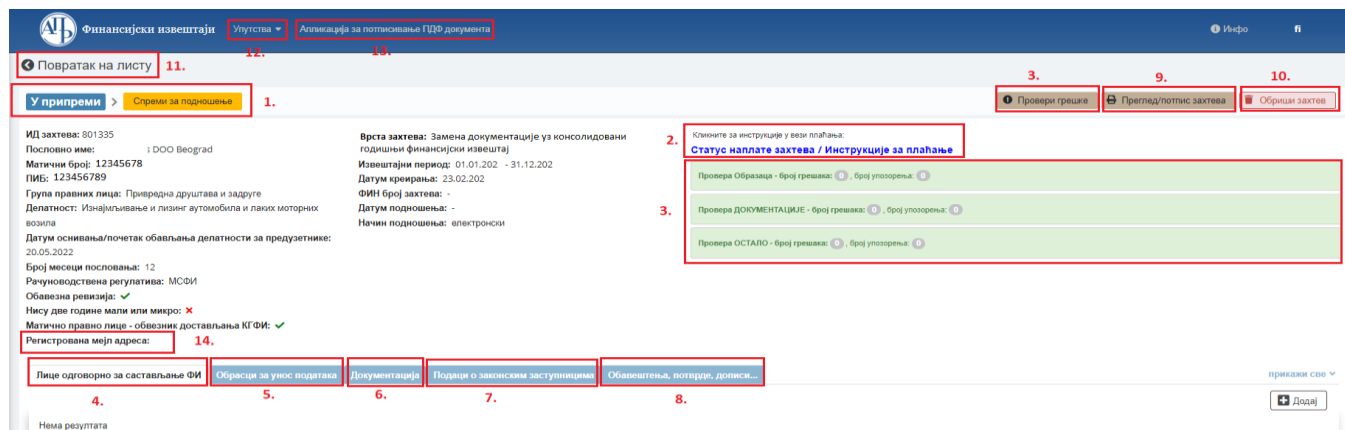 АПР Финансијски извештаји Упутства Апликација за потписивање ПДФ документа Инфо fi
12. 13.
Повратак на листу 11.
3. 9. 10.
У припреми > Спреми за подношење 1. Провери грешке Преглед/потпис захтева Обриши захтев
ИД захтева: 801335
Пословно име: : DOO Beograd
Матични број: 12345678
ПИБ: 123456789
Група правних лица: Привредна друштава и задруге
Делатност: Изнајмљивање и лизинг аутомобила и лаких моторних
возила
Датум оснивања/почетак обављања делатности за предузетнике:
20.05.2022
Број месеци пословања: 12
Рачуноводствена регулатива: МСФИ
Обавезна ревизија: ✓
Нису две године мали или микро: ✗
Матично правно лице - обвезник достављања КГФИ: ✓
Регистрована мејл адреса: 14.
Врста захтева: Замена документације уз консолидовани
годишњи финансијски извештај
Извештајни период: 01.01.202 - 31.12.202
Датум креирања: 23.02.202
ФИН број захтева: -
Датум подношења: -
Начин подношења: електронски
Кликните за инструкције у вези плаћања:
2. Статус наплате захтева / Инструкције за плаћање
Провера Образаца - број грешака: 0 , број упозорења: 0
3. Провера ДОКУМЕНТАЦИЈЕ - број грешака: 0 , број упозорења: 0
Провера ОСТАЛО - број грешака: 0 , број упозорења: 0
Лице одговорно за састављање ФИ Обрасци за унос података Документација Подаци о законским заступницима Обавештења, потврде, дописи... прикажи све
4. 5. 6. 7. 8.
Додај
Нема резултата